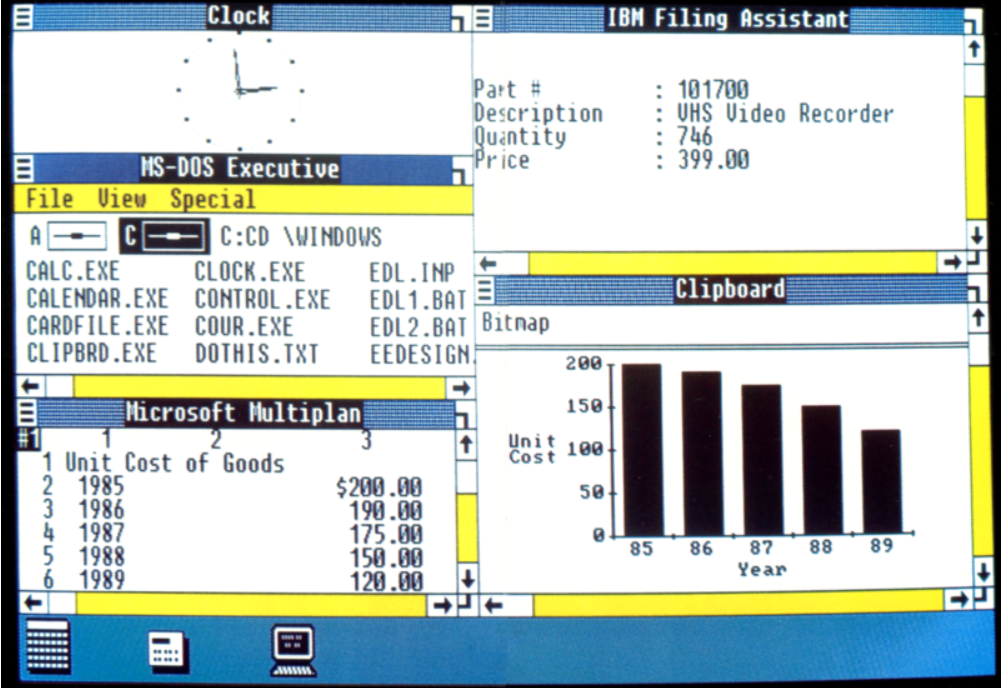 Clock
MS-DOS Executive
File View Special
A C C:CD \WINDOWS
CALC.EXE CLOCK.EXE EDL.INP
CALENDAR.EXE CONTROL.EXE EDL1.BAT
CARDFILE.EXE COUR.EXE EDL2.BAT
CLIPBRD.EXE DOTHIS.TXT EEDESIGN.
Microsoft Multiplan
#1 1 2 3
1 Unit Cost of Goods
2 1985 $200.00
3 1986 190.00
4 1987 175.00
5 1988 150.00
6 1989 120.00
IBM Filing Assistant
Part # : 101700
Description : VHS Video Recorder
Quantity : 746
Price : 399.00
Clipboard
Bitmap
200
150
Unit
Cost
100
50
0
85 86 87 88 89
Year